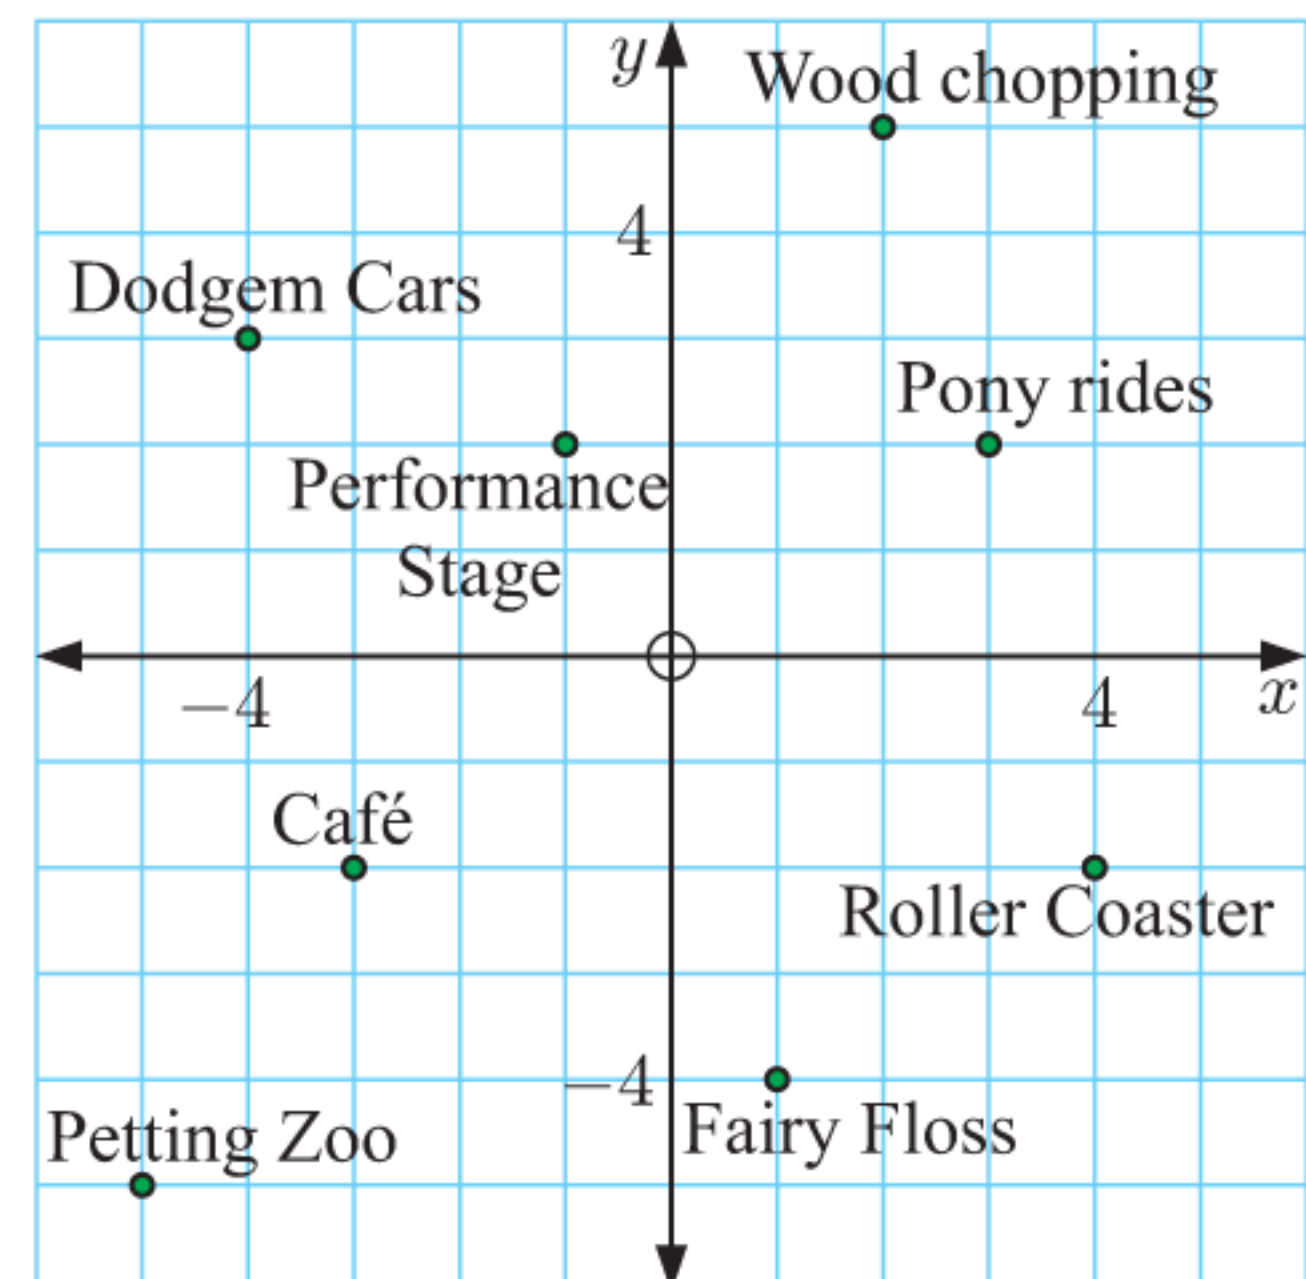 y
Wood chopping
4
Dodgem Cars
Pony rides
Performance
Stage
−4
4
x
Café
Roller Coaster
−4
Fairy Floss
Petting Zoo